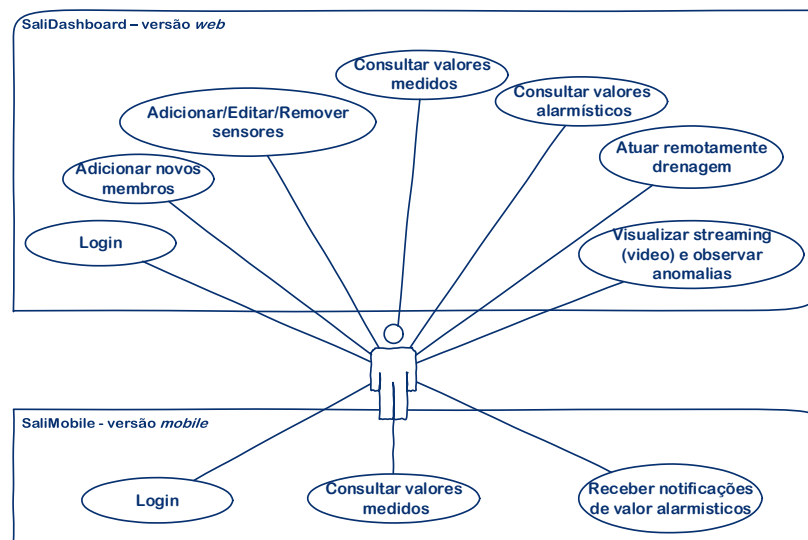 SaliDashboard – versão web
Consultar valores
medidos
Consultar valores
alarmísticos
Adicionar/Editar/Remover
sensores
Atuar remotamente
drenagem
Adicionar novos
membros
Login
Visualizar streaming
(video) e observar
anomalias
SaliMobile - versão mobile
Login
Consultar valores
medidos
Receber notificações
de valor alarmisticos